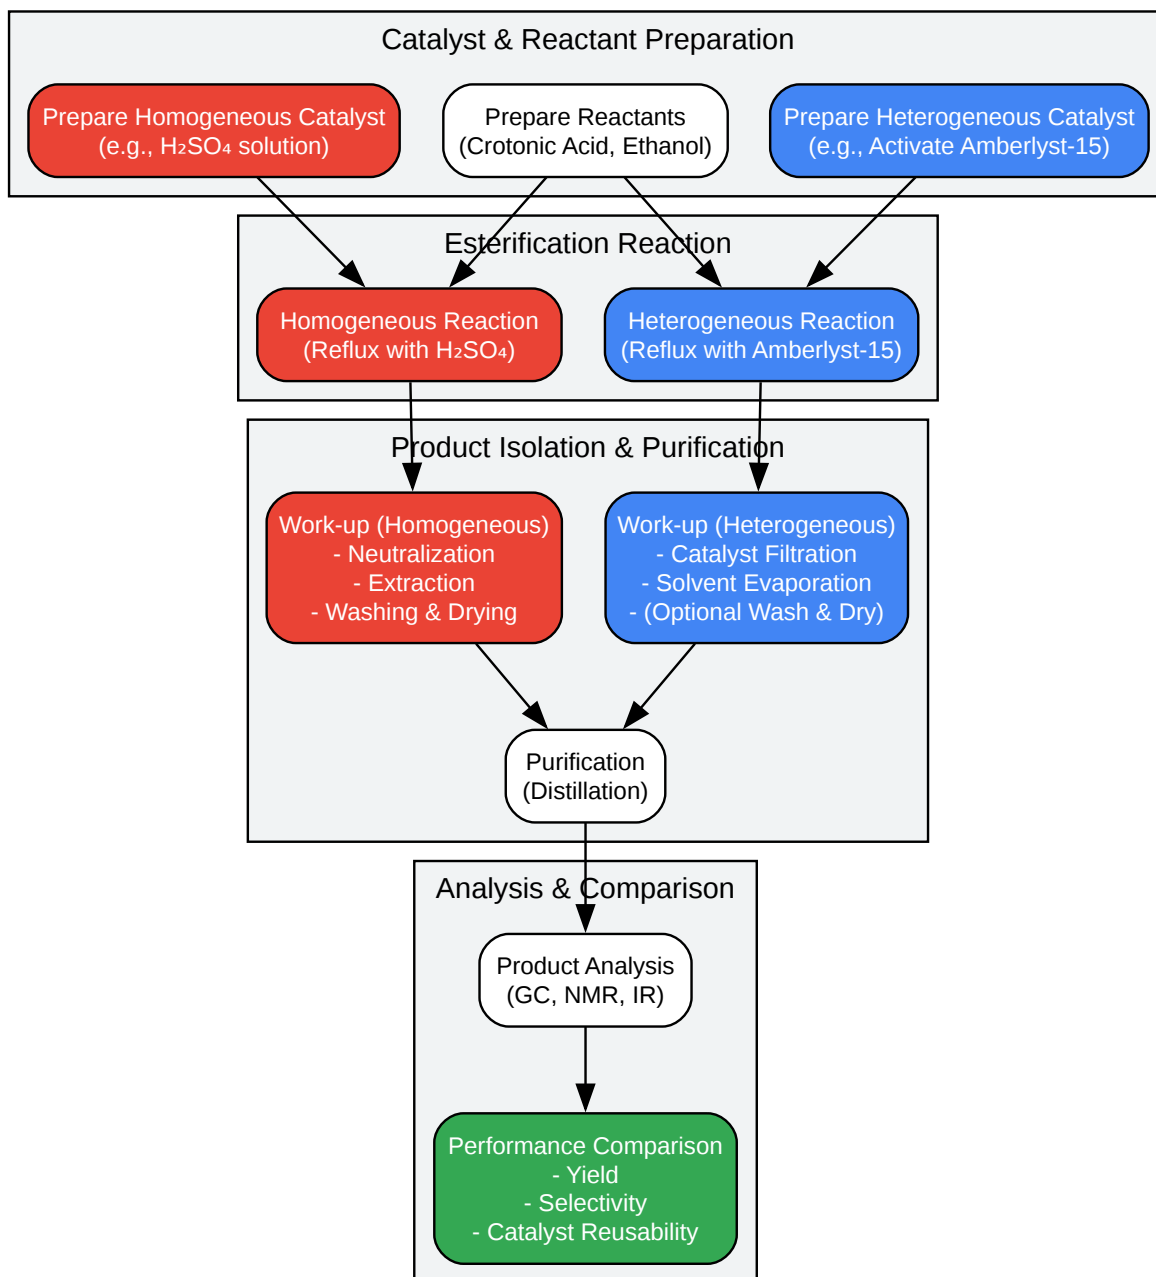 Catalyst & Reactant Preparation
Prepare Homogeneous Catalyst
(e.g., H₂SO₄ solution)
Prepare Reactants
(Crotonic Acid, Ethanol)
Prepare Heterogeneous Catalyst
(e.g., Activate Amberlyst-15)
Esterification Reaction
Homogeneous Reaction
(Reflux with H₂SO₄)
Heterogeneous Reaction
(Reflux with Amberlyst-15)
Product Isolation & Purification
Work-up (Homogeneous)
- Neutralization
- Extraction
- Washing & Drying
Work-up (Heterogeneous)
- Catalyst Filtration
- Solvent Evaporation
- (Optional Wash & Dry)
Purification
(Distillation)
Analysis & Comparison
Product Analysis
(GC, NMR, IR)
Performance Comparison
- Yield
- Selectivity
- Catalyst Reusability